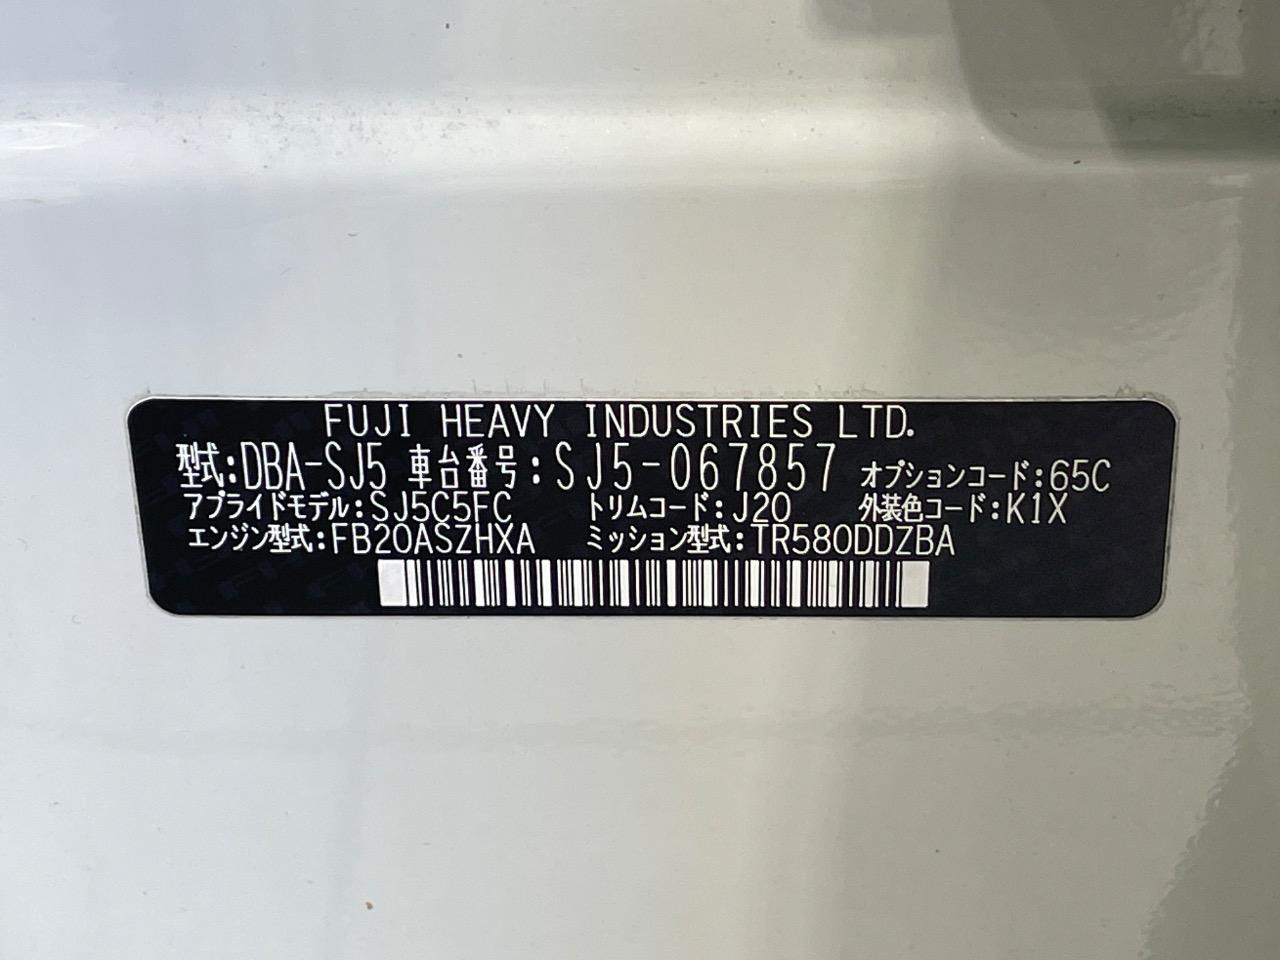 FUJI HEAVY INDUSTRIES LTD.
型式:DBA-SJ5 車台番号:SJ5-067857 オプションコード:65C
アプライドモデル:SJ5C5FC トリムコード:J20 外装色コード:K1X
エンジン型式:FB20ASZHXA ミッション型式:TR580DDZBA